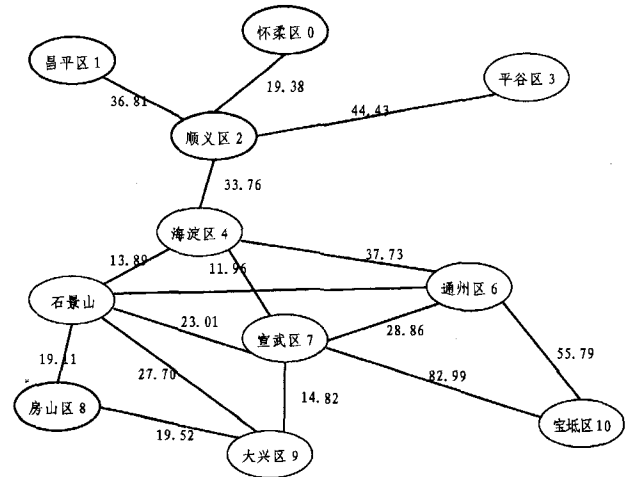 怀柔区 0
昌平区 1
平谷区 3
36.81
19.38
44.43
顺义区 2
33.76
海淀区 4
13.89
11.96
37.73
石景山
通州区 6
23.01
宣武区 7
28.86
19.11
27.70
14.82
82.99
55.79
房山区 8
19.52
大兴区 9
宝坻区 10